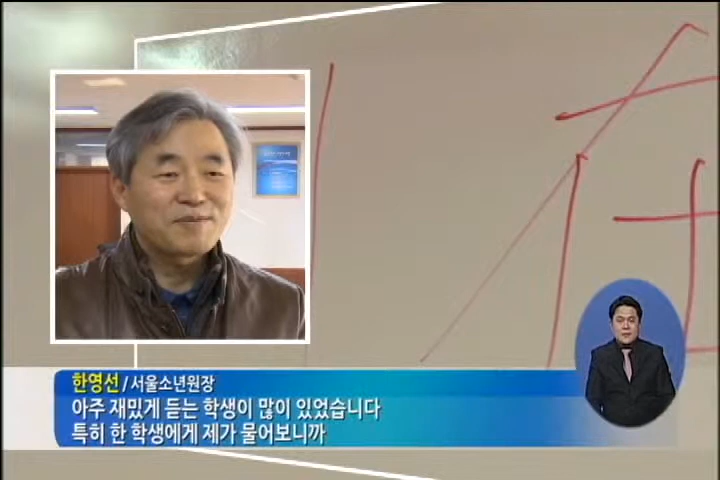 在
한영선 / 서울소년원장
아주 재밌게 듣는 학생이 많이 있었습니다
특히 한 학생에게 제가 물어보니까